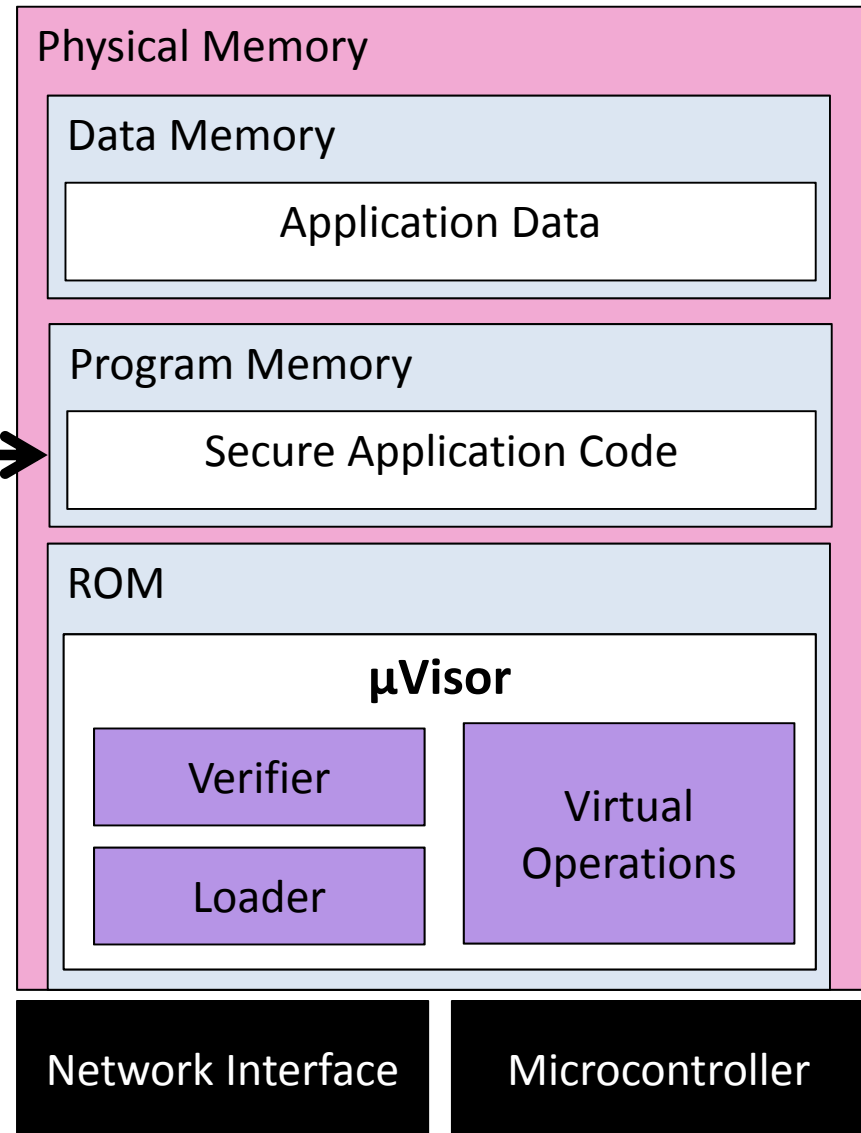 Physical Memory
Data Memory
Application Data
Program Memory
Secure Application Code
ROM
µVisor
Verifier
Loader
Virtual
Operations
Network Interface
Microcontroller